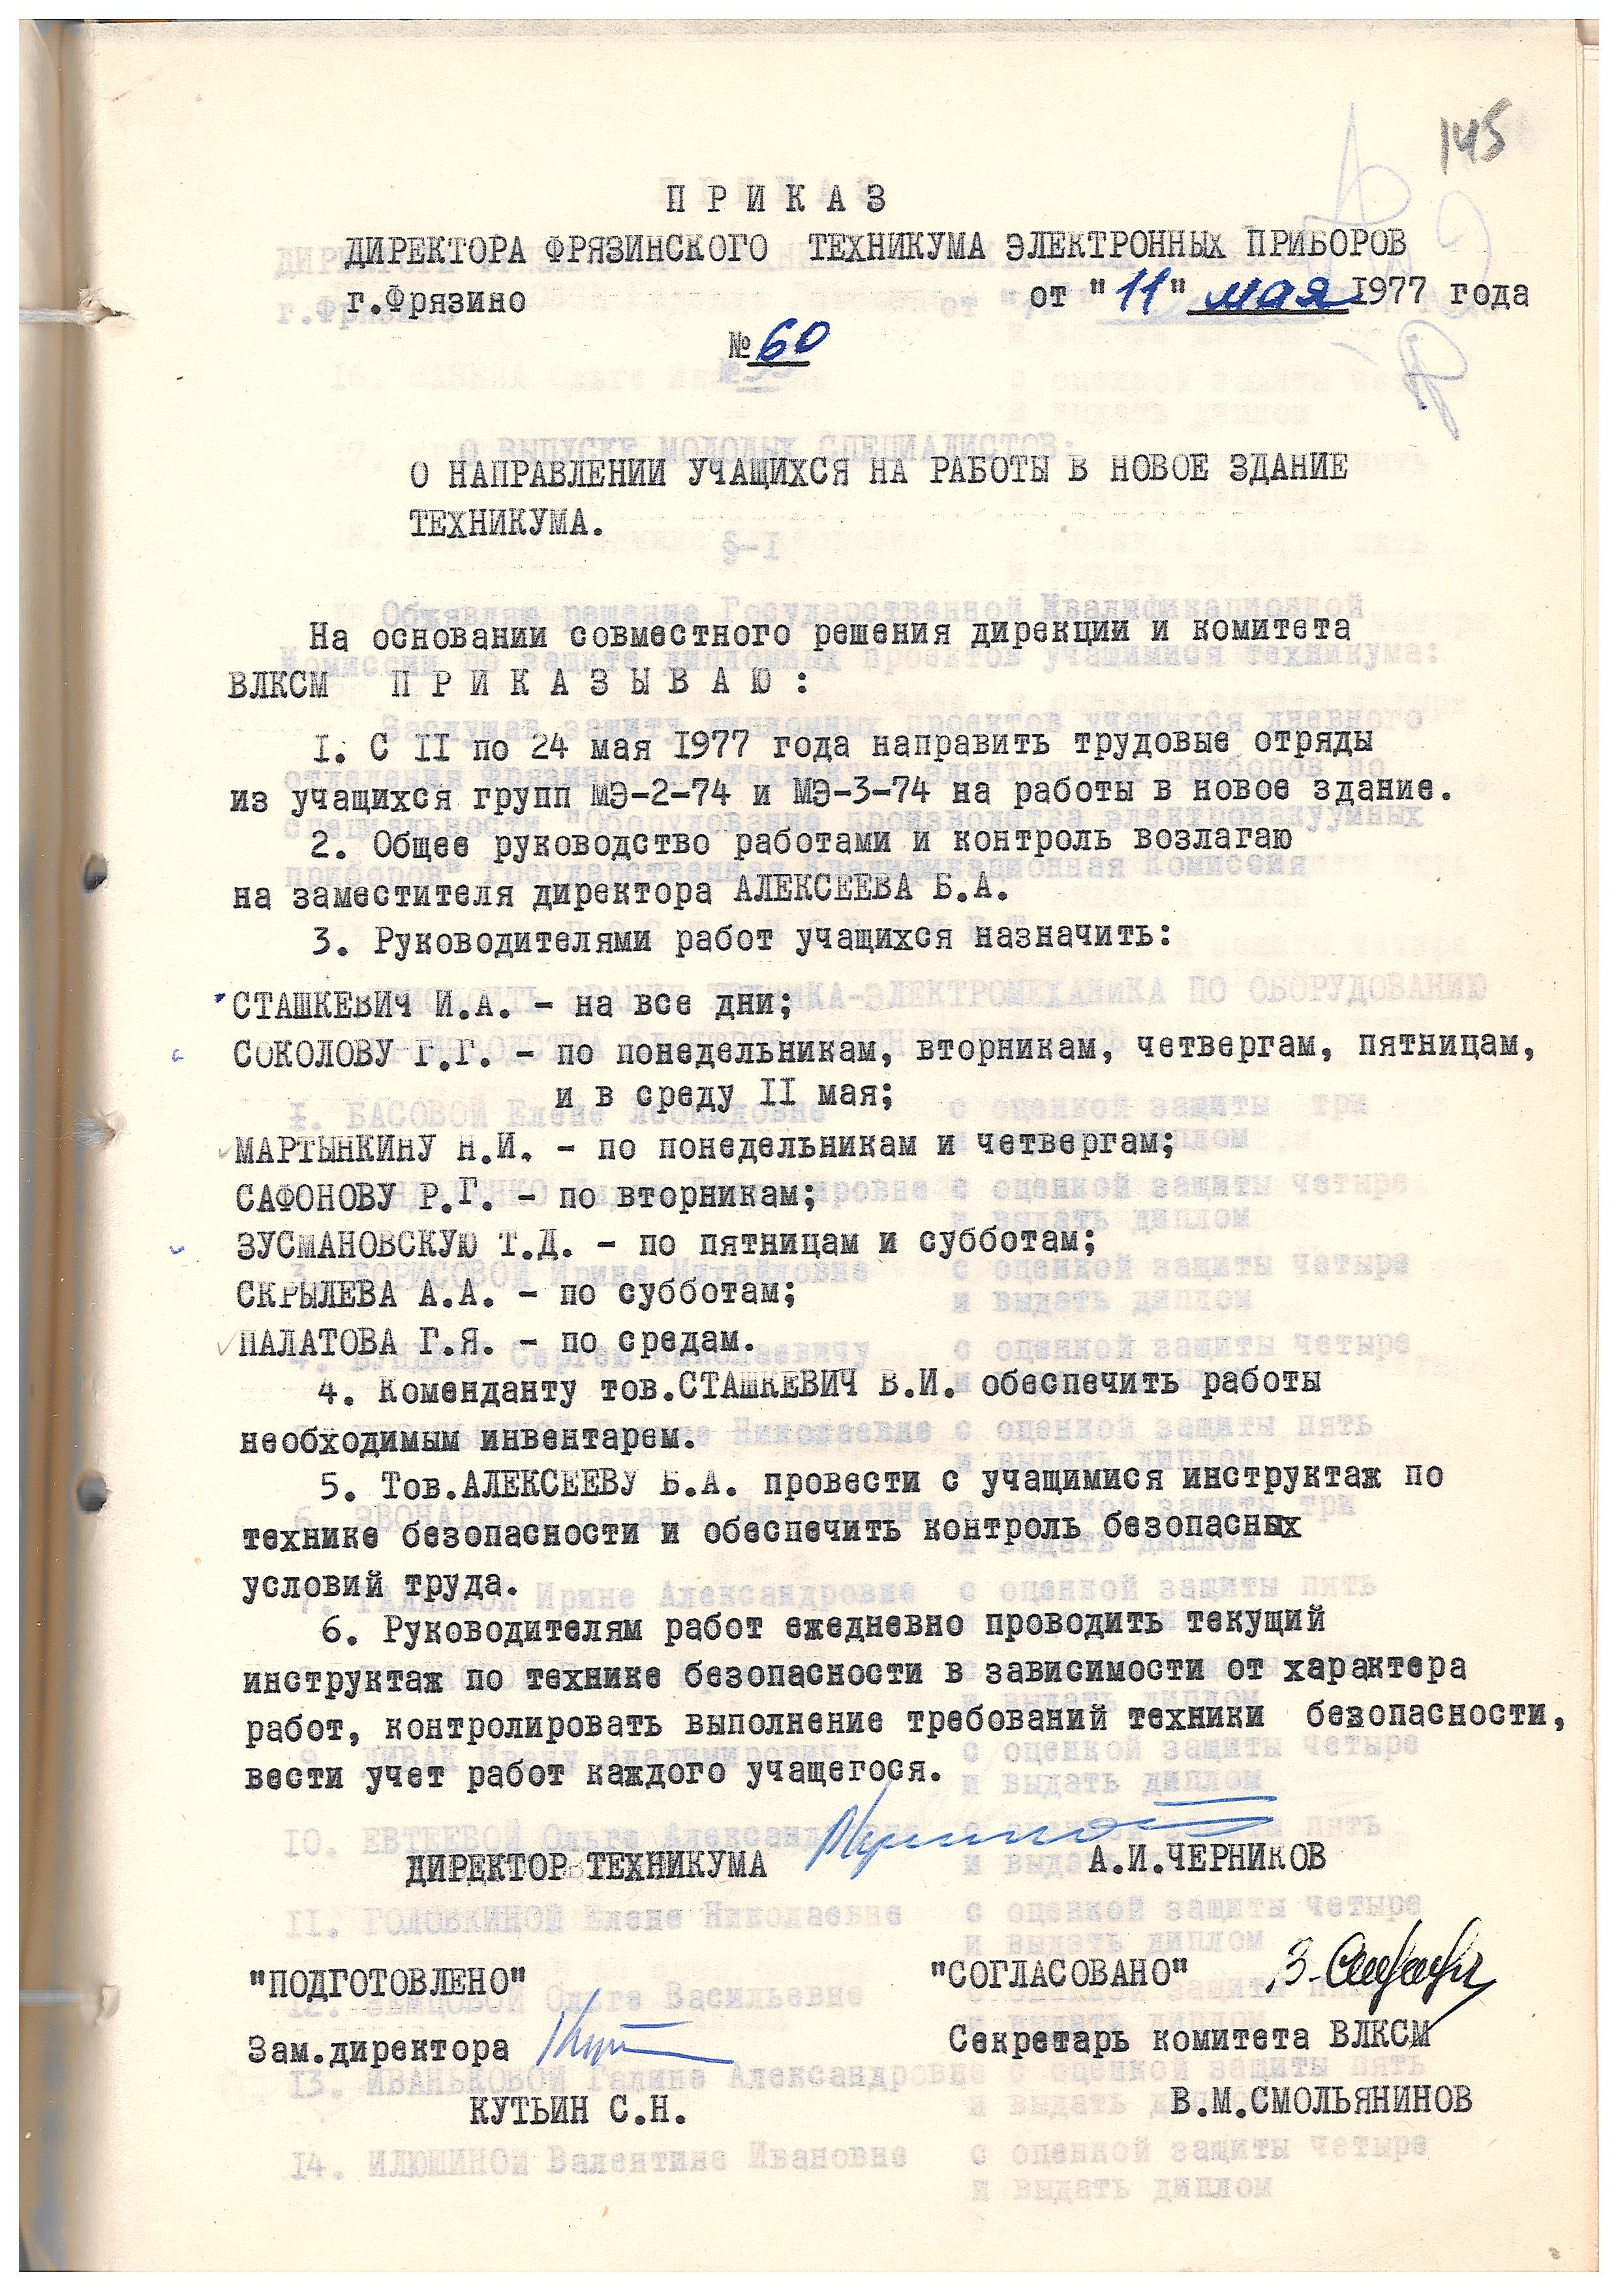 145
П Р И К А З
ДИРЕКТОРА ФРЯЗИНСКОГО ТЕХНИКУМА ЭЛЕКТРОННЫХ ПРИБОРОВ
г.Фрязино от "11" мая 1977 года
№ 60
О НАПРАВЛЕНИИ УЧАЩИХСЯ НА РАБОТЫ В НОВОЕ ЗДАНИЕ
ТЕХНИКУМА.
На основании совместного решения дирекции и комитета
ВЛКСМ П Р И К А З Ы В А Ю :
I. С II по 24 мая I977 года направить трудовые отряды
из учащихся групп МЭ-2-74 и МЭ-3-74 на работы в новое здание.
2. Общее руководство работами и контроль возлагаю
на заместителя директора АЛЕКСЕЕВА Б.А.
3. Руководителями работ учащихся назначить:
СТАШКЕВИЧ И.А. - на все дни;
СОКОЛОВУ Г.Г. - по понедельникам, вторникам, четвергам, пятницам,
и в среду II мая;
МАРТЫНКИНУ Н.И. - по понедельникам и четвергам;
САФОНОВУ Р.Г. - по вторникам;
ЗУСМАНОВСКУЮ Т.Д. - по пятницам и субботам;
СКРЫЛЕВА А.А. - по субботам;
ПАЛАТОВА Г.Я. - по средам.
4. Коменданту тов.СТАШКЕВИЧ В.И. обеспечить работы
необходимым инвентарем.
5. Тов.АЛЕКСЕЕВУ Б.А. провести с учащимися инструктаж по
технике безопасности и обеспечить контроль безопасных
условий труда.
6. Руководителям работ ежедневно проводить текущий
инструктаж по технике безопасности в зависимости от характера
работ, контролировать выполнение требований техники безопасности,
вести учет работ каждого учащегося.
ДИРЕКТОР ТЕХНИКУМА А.И.ЧЕРНИКОВ
"ПОДГОТОВЛЕНО" "СОГЛАСОВАНО"
Зам.директора Секретарь комитета ВЛКСМ
КУТЬИН С.Н. В.М.СМОЛЬЯНИНОВ